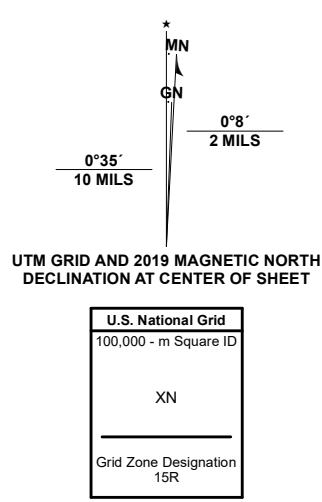 ★
MN
GN
0°8´
2 MILS
0°35´
10 MILS
UTM GRID AND 2019 MAGNETIC NORTH
DECLINATION AT CENTER OF SHEET
U.S. National Grid
100,000 - m Square ID
XN
Grid Zone Designation
15R